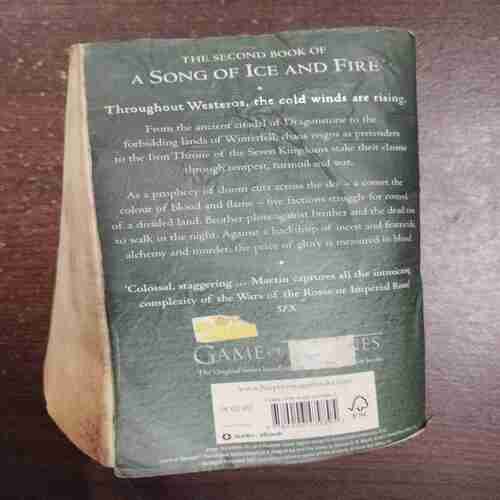 THE SECOND BOOK OF
A SONG OF ICE AND FIRE
Throughout Westeros, the cold winds are rising.
From the ancient citadel of Dragonstone to the
forbidding lands of Winterfell, chaos reigns as pretenders
to the Iron Throne of the Seven Kingdoms stake their claims
through tempest, turmoil and war.
As a prophecy of doom cuts across the sky – a comet the
colour of blood and flame – five factions struggle for control
of a divided land. Brother plots against brother and the dead rise
to walk in the night. Against a backdrop of incest and fratricide,
alchemy and murder, the price of glory is measured in blood.
'Colossal, staggering ... Martin captures all the intoxicating
complexity of the Wars of the Roses or Imperial Rome'
SFX
GAME
The Original Series
books
FSC